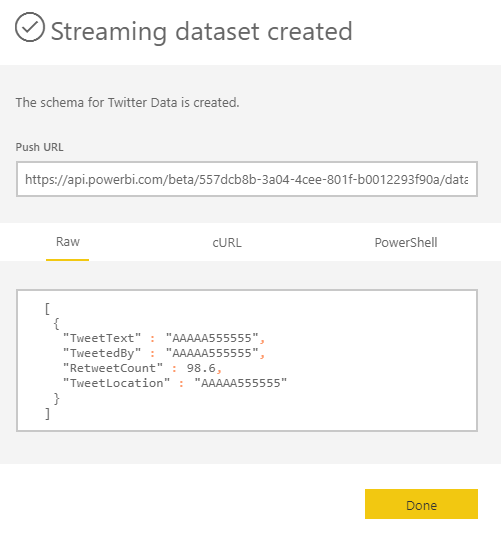 Streaming dataset created
The schema for Twitter Data is created.
Push URL
https://api.powerbi.com/beta/557dcb8b-3a04-4cee-801f-b0012293f90a/data
Raw cURL PowerShell
[
{
"TweetText" : "AAAAA555555",
"TweetedBy" : "AAAAA555555",
"RetweetCount" : 98.6,
"TweetLocation" : "AAAAA555555"
}
]
Done